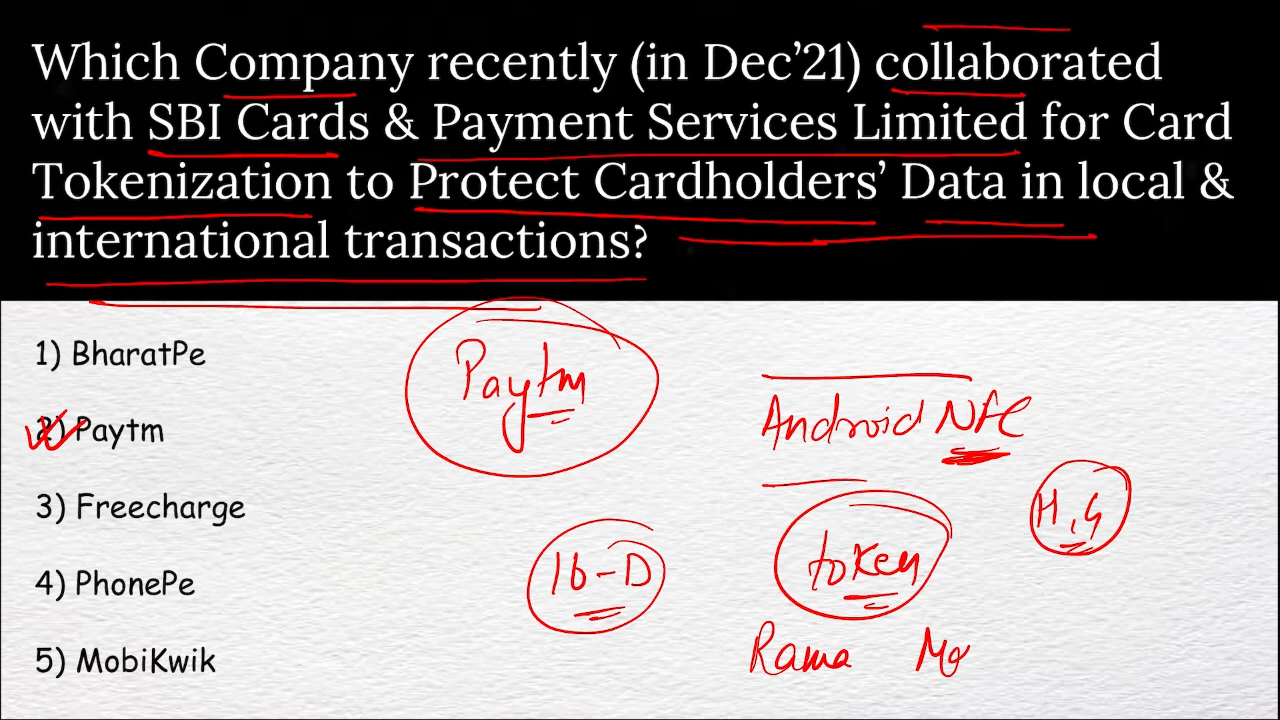 Which Company recently (in Dec’21) collaborated
with SBI Cards & Payment Services Limited for Card
Tokenization to Protect Cardholders’ Data in local &
international transactions?
1) BharatPe
2) Paytm
3) Freecharge
4) PhonePe
5) MobiKwik
Paytm
Android NFC
H, G
16-D
token
Rama